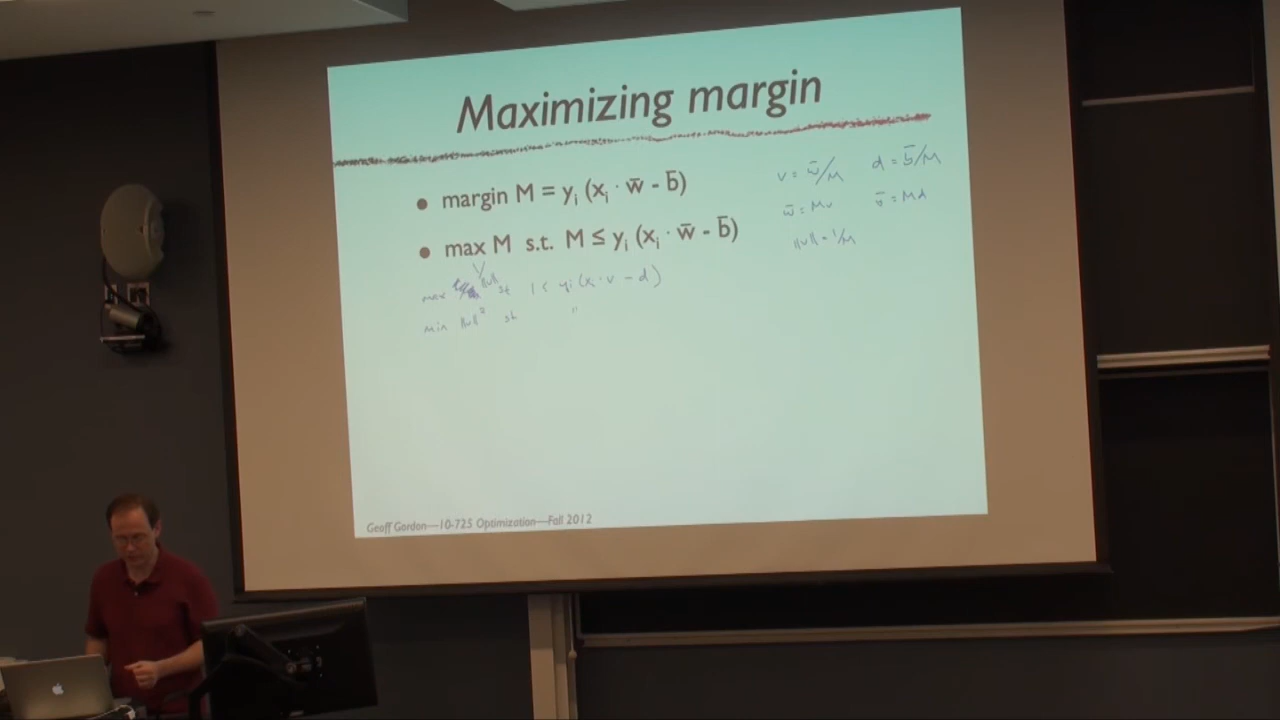 Maximizing margin
• margin M = yᵢ (xᵢ · w̄ - b̄)
• max M s.t. M ≤ yᵢ (xᵢ · w̄ - b̄)
max 1/||v|| st 1 ≤ yᵢ (xᵢ · v - d)
min ||v||² st "
v = w̄/M d = b̄/M
w̄ = Mv = Md
||v|| = 1/M
Geoff Gordon—10-725 Optimization—Fall 2012